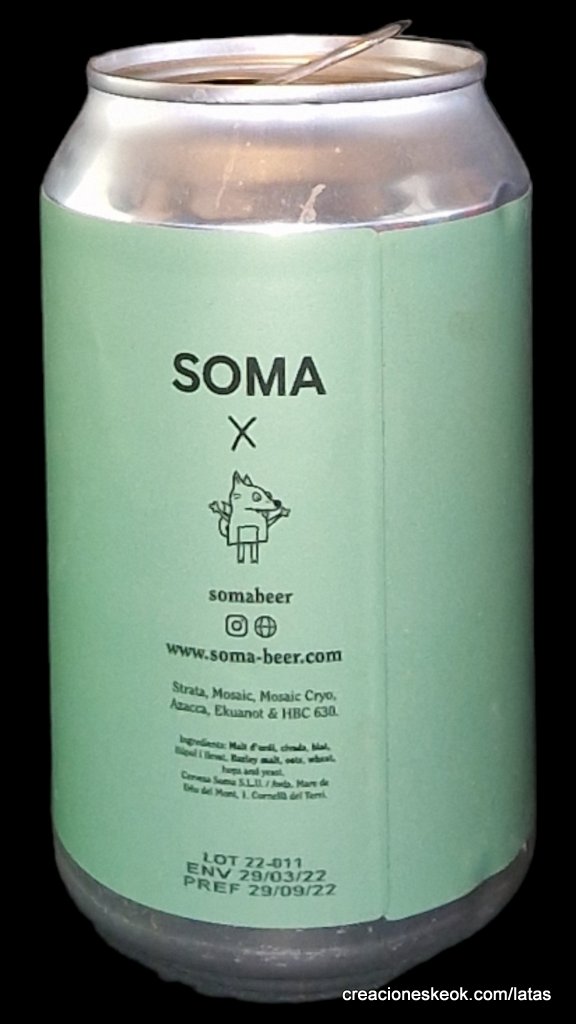 SOMA
X
somabeer
www.soma-beer.com
Strata, Mosaic, Mosaic Cryo,
Azacca, Ekuanot & HBC 630.
Ingredients: Malt d'ordi, civada, blat,
llúpol i llevat. Barley malt, oats, wheat,
hops and yeast.
Cervesa Soma S.L.U. / Avda. Mare de
Déu del Mont, 1. Cornellà del Terri.
LOT 22-011
ENV 29/03/22
PREF 29/09/22
creacioneskeok.com/latas